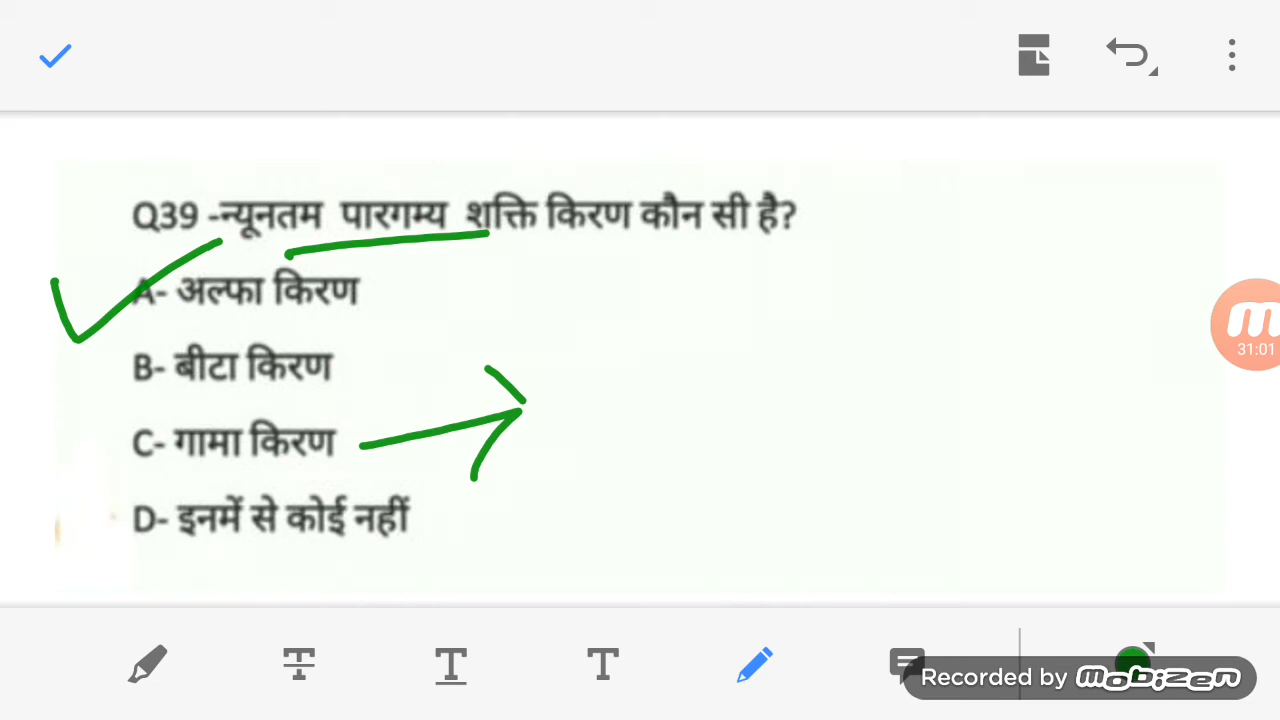 Q39 -न्यूनतम पारगम्य शक्ति किरण कौन सी है?
A- अल्फा किरण
B- बीटा किरण
C- गामा किरण
D- इनमें से कोई नहीं
31:01
T T T
Recorded by mobizen